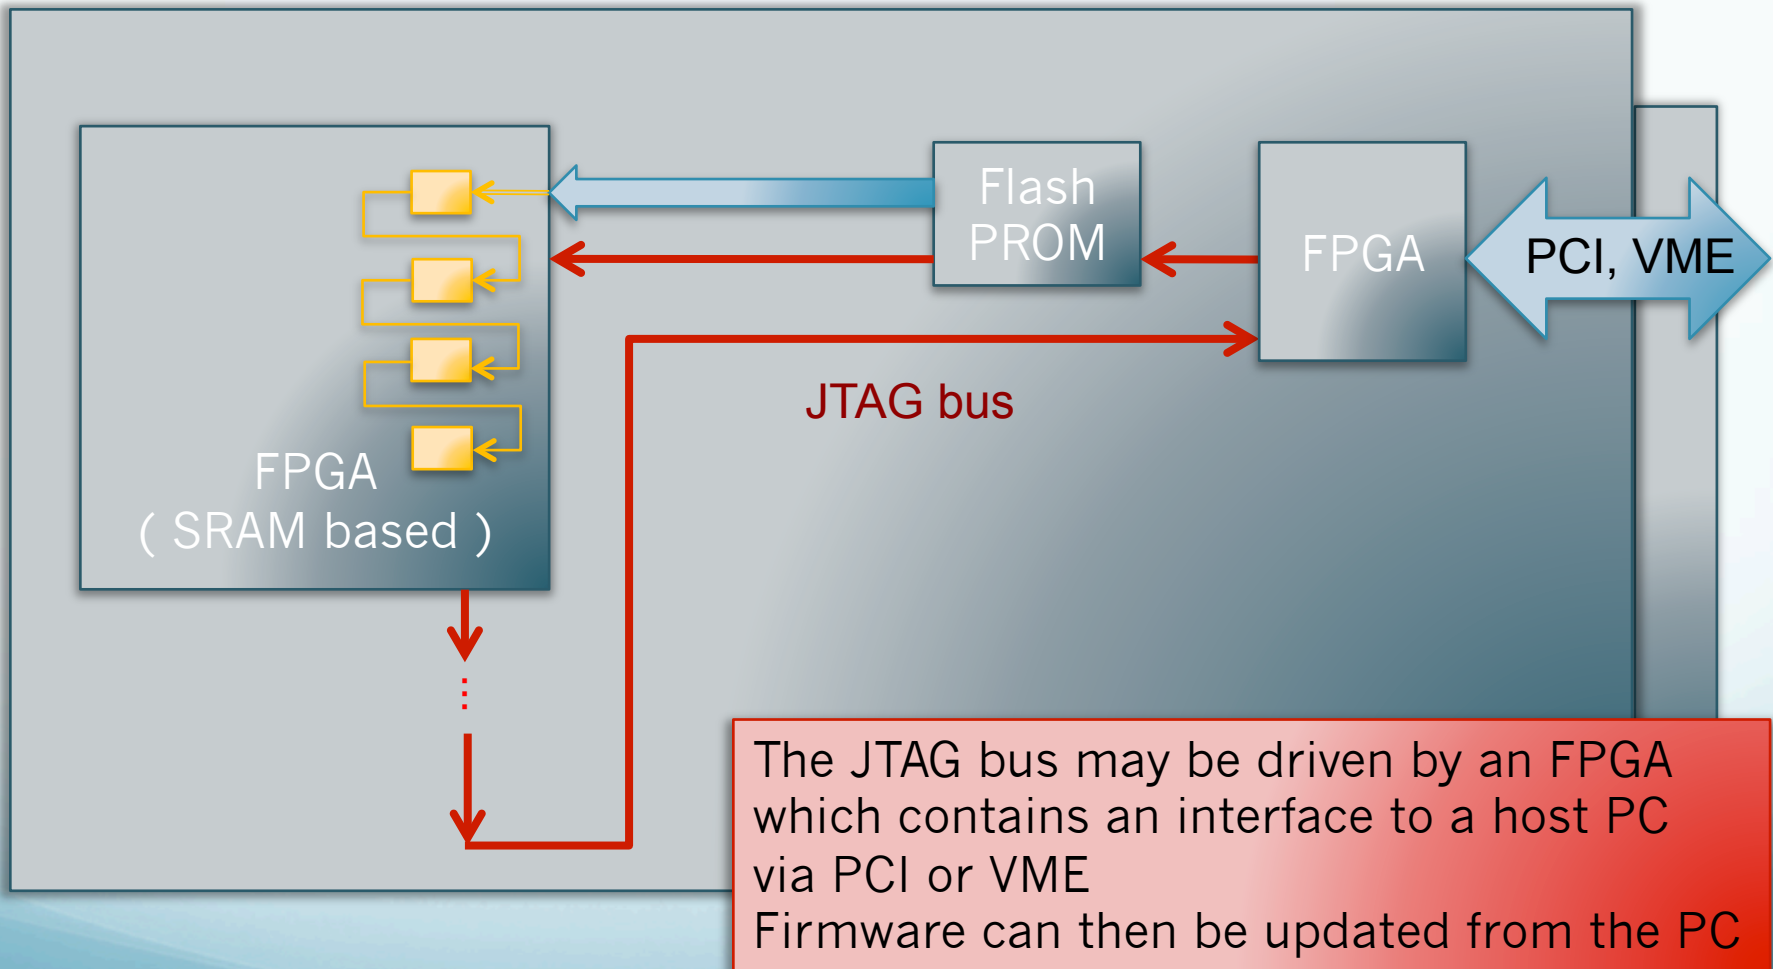 Flash
PROM
FPGA
PCI, VME
JTAG bus
FPGA
( SRAM based )
...
The JTAG bus may be driven by an FPGA
which contains an interface to a host PC
via PCI or VME
Firmware can then be updated from the PC